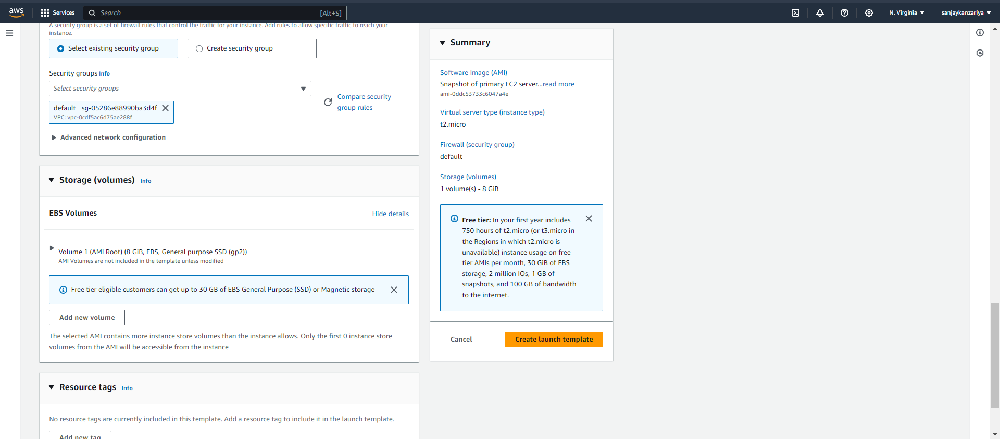 aws
Services
Search
[Alt+S]
N. Virginia
sanjaykanzariya
A security group is a set of firewall rules that control the traffic for your instance. Add rules to allow specific traffic to reach your
instance.
Select existing security group
Create security group
Security groups Info
Select security groups
default sg-05286e88990ba3d4f
VPC: vpc-0cdf5ac6d75ae288f
Compare security
group rules
Advanced network configuration
Storage (volumes) Info
EBS Volumes
Hide details
Volume 1 (AMI Root) (8 GiB, EBS, General purpose SSD (gp2))
AMI Volumes are not included in the template unless modified
Free tier eligible customers can get up to 30 GB of EBS General Purpose (SSD) or Magnetic storage
Add new volume
The selected AMI contains more instance store volumes than the instance allows. Only the first 0 instance store
volumes from the AMI will be accessible from the instance
Resource tags Info
No resource tags are currently included in this template. Add a resource tag to include it in the launch template.
Add new tag
Summary
Software Image (AMI)
Snapshot of primary EC2 server...read more
ami-0ddc53733c6047a4e
Virtual server type (instance type)
t2.micro
Firewall (security group)
default
Storage (volumes)
1 volume(s) - 8 GiB
Free tier: In your first year includes
750 hours of t2.micro (or t3.micro in
the Regions in which t2.micro is
unavailable) instance usage on free
tier AMIs per month, 30 GiB of EBS
storage, 2 million IOs, 1 GB of
snapshots, and 100 GB of bandwidth
to the internet.
Cancel
Create launch template